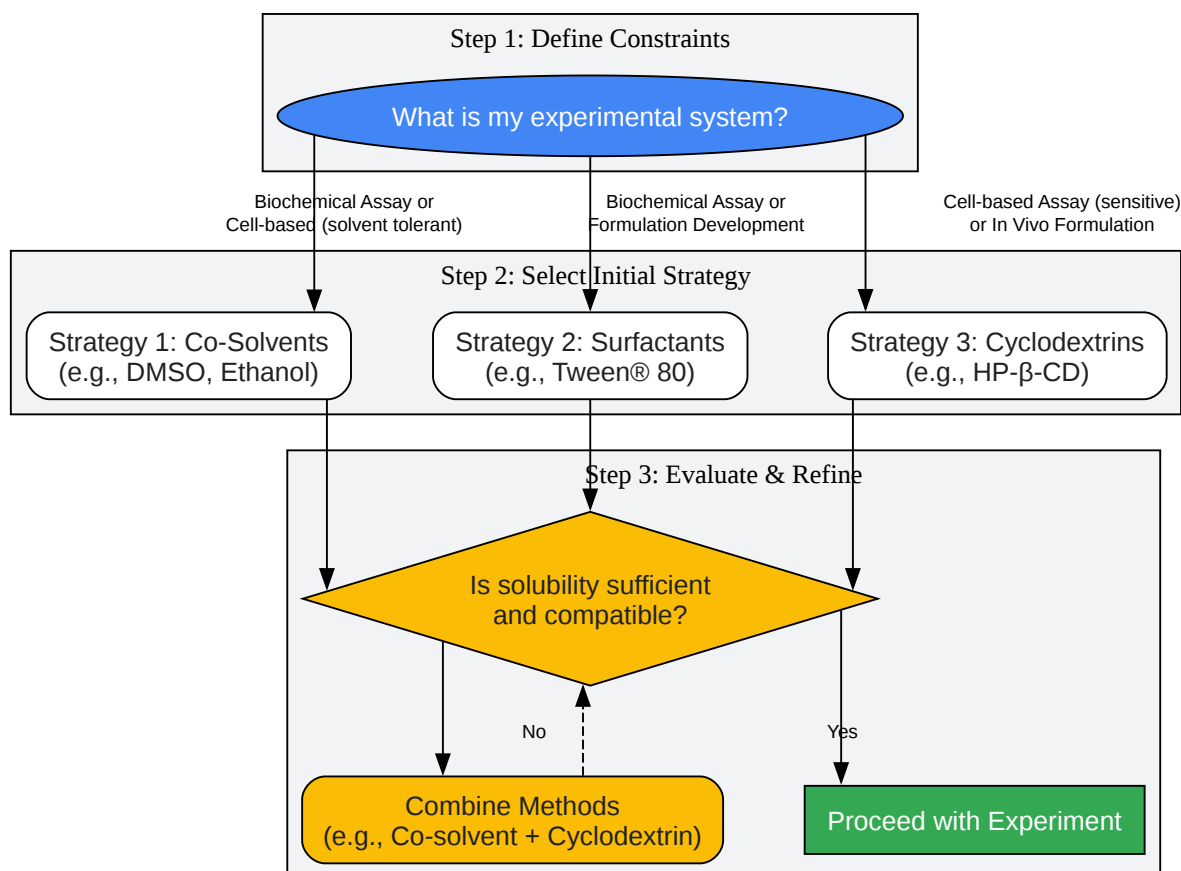 Step 1: Define Constraints
What is my experimental system?
Biochemical Assay or
Cell-based (solvent tolerant)
Biochemical Assay or
Formulation Development
Cell-based Assay (sensitive)
or In Vivo Formulation
Step 2: Select Initial Strategy
Strategy 1: Co-Solvents
(e.g., DMSO, Ethanol)
Strategy 2: Surfactants
(e.g., Tween® 80)
Strategy 3: Cyclodextrins
(e.g., HP-β-CD)
Step 3: Evaluate & Refine
Is solubility sufficient
and compatible?
No
Yes
Combine Methods
(e.g., Co-solvent + Cyclodextrin)
Proceed with Experiment